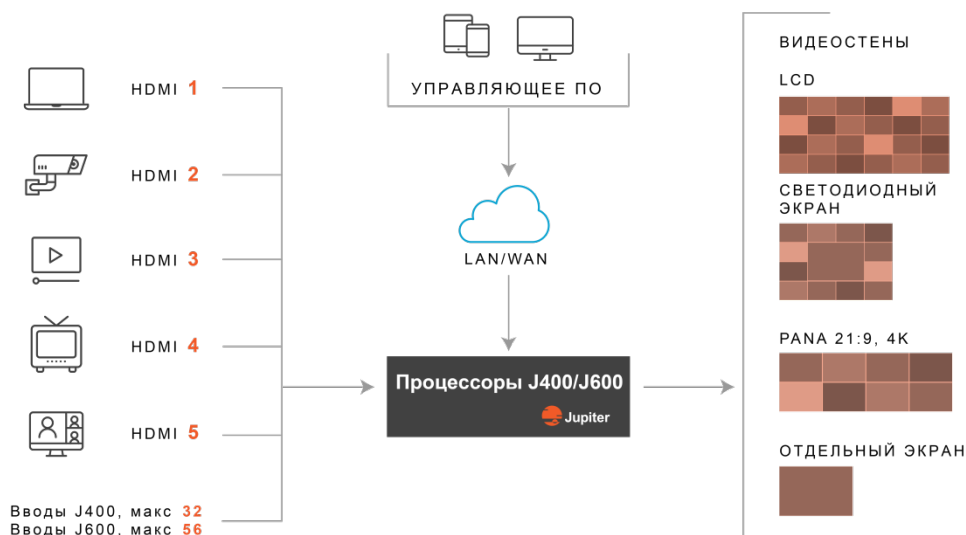 HDMI 1
HDMI 2
HDMI 3
HDMI 4
HDMI 5
Вводы J400, макс 32
Вводы J600, макс 56
УПРАВЛЯЮЩЕЕ ПО
LAN/WAN
Процессоры J400/J600
Jupiter
ВИДЕОСТЕНЫ
LCD
СВЕТОДИОДНЫЙ
ЭКРАН
PANA 21:9, 4K
ОТДЕЛЬНЫЙ ЭКРАН